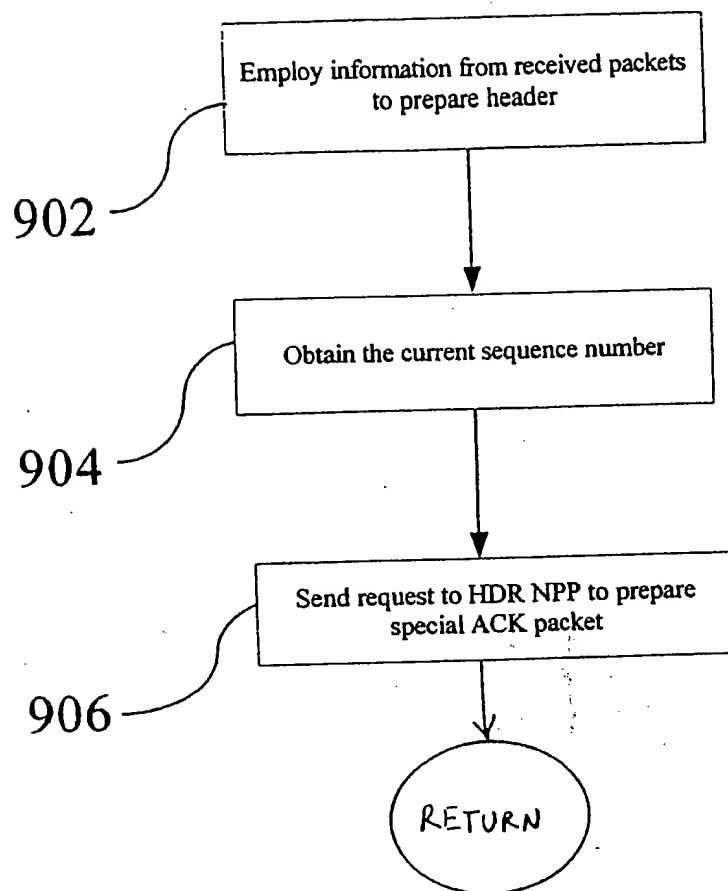 Employ information from received packets
to prepare header
902
Obtain the current sequence number
904
Send request to HDR NPP to prepare
special ACK packet
906
RETURN